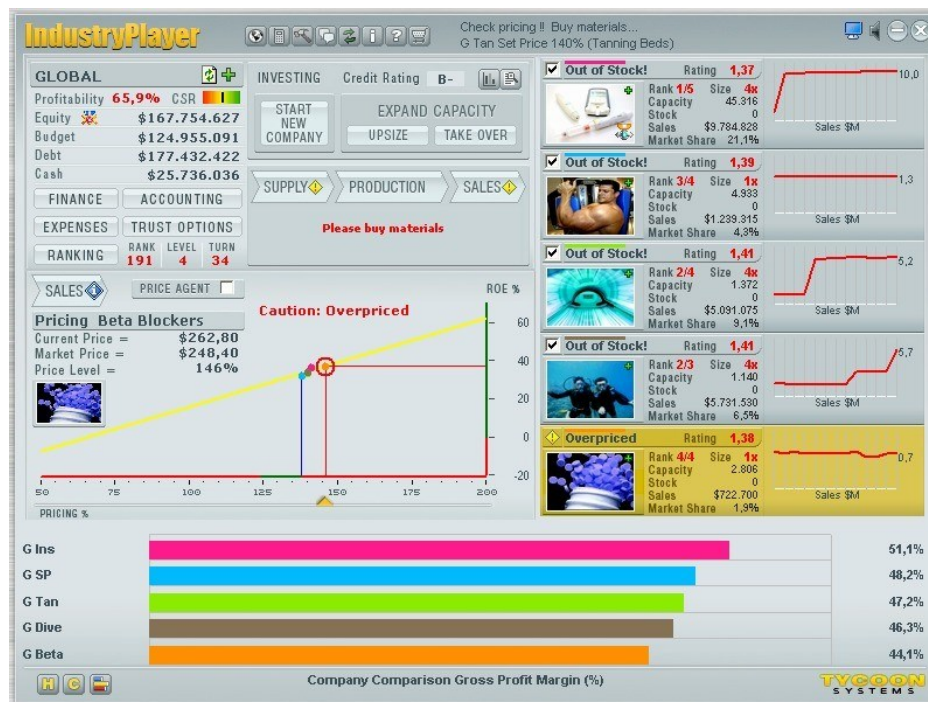 IndustryPlayer
Check pricing !! Buy materials...
G Tan Set Price 140% (Tanning Beds)
GLOBAL
Profitability 65,9% CSR
Equity $167.754.627
Budget $124.955.091
Debt $177.432.422
Cash $25.736.036
FINANCE ACCOUNTING
EXPENSES TRUST OPTIONS
RANKING RANK LEVEL TURN
191 4 34
INVESTING Credit Rating B-
START NEW COMPANY
EXPAND CAPACITY
UPSIZE TAKE OVER
SUPPLY PRODUCTION SALES
Please buy materials
SALES PRICE AGENT
Pricing Beta Blockers
Current Price = $262,80
Market Price = $248,40
Price Level = 146%
Caution: Overpriced
ROE %
60
40
20
0
-20
50 75 100 125 150 175 200
PRICING %
Out of Stock! Rating 1,37
Rank 1/5 Size 4x
Capacity 45.316
Stock 0
Sales $9.784.828
Market Share 21,1%
10,0
Sales $M
Out of Stock! Rating 1,39
Rank 3/4 Size 1x
Capacity 4.933
Stock 0
Sales $1.239.315
Market Share 4,3%
1,3
Sales $M
Out of Stock! Rating 1,41
Rank 2/4 Size 4x
Capacity 1.372
Stock 0
Sales $5.091.075
Market Share 9,1%
5,2
Sales $M
Out of Stock! Rating 1,41
Rank 2/3 Size 4x
Capacity 1.140
Stock 0
Sales $5.731.530
Market Share 6,5%
5,7
Sales $M
Overpriced Rating 1,38
Rank 4/4 Size 1x
Capacity 2.806
Stock 0
Sales $722.700
Market Share 1,9%
0,7
Sales $M
G Ins 51,1%
G SP 48,2%
G Tan 47,2%
G Dive 46,3%
G Beta 44,1%
H C
Company Comparison Gross Profit Margin (%)
TYCOON
SYSTEMS